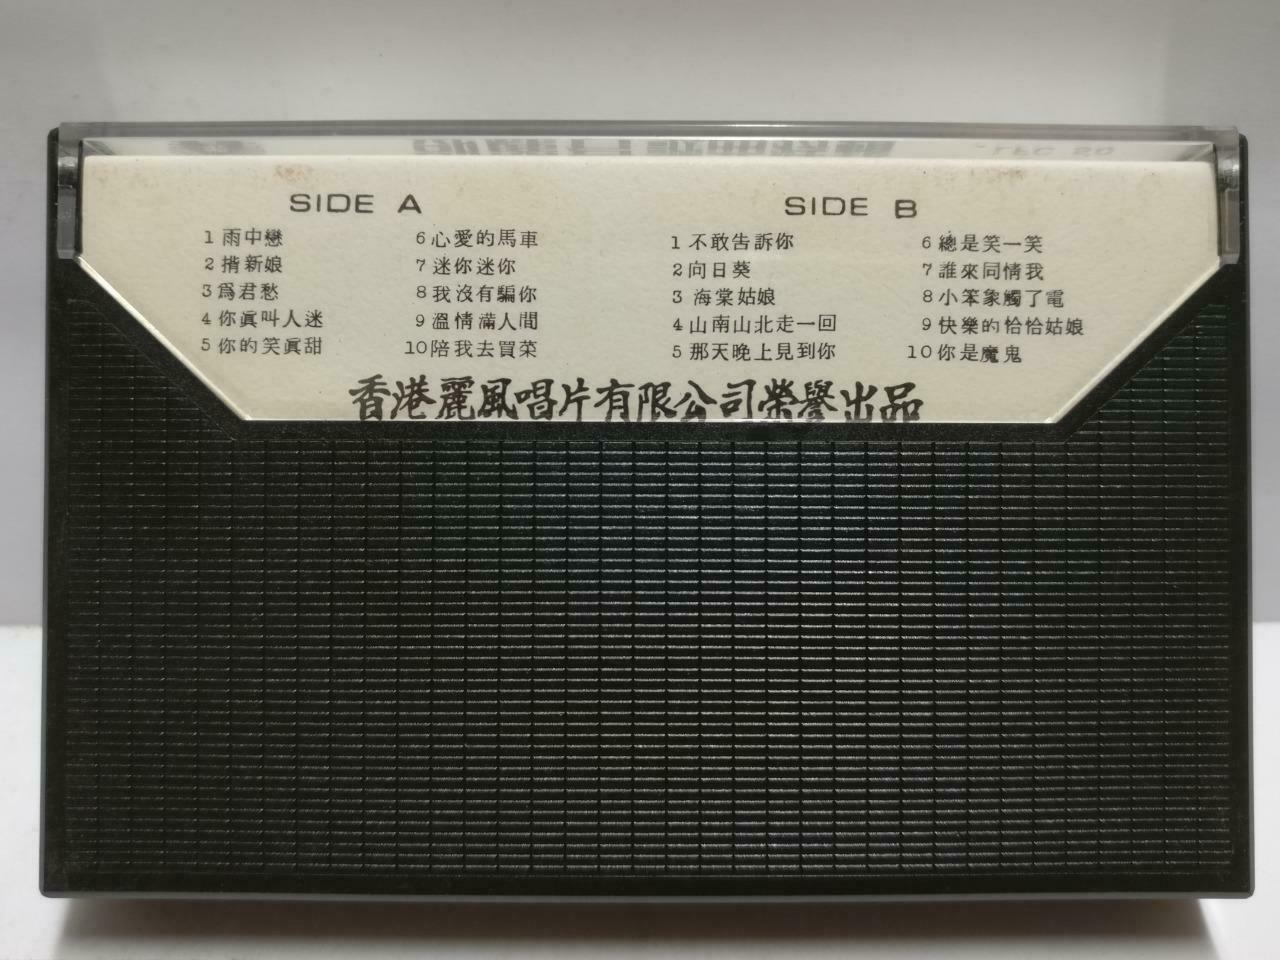 SIDE A
1 雨中戀
2 揹新娘
3 爲君愁
4 你眞叫人迷
5 你的笑眞甜
6 心愛的馬車
7 迷你迷你
8 我沒有騙你
9 溫情滿人間
10 陪我去買菜
SIDE B
1 不敢告訴你
2 向日葵
3 海棠姑娘
4 山南山北走一回
5 那天晚上見到你
6 總是笑一笑
7 誰來同情我
8 小笨象觸了電
9 快樂的恰恰姑娘
10 你是魔鬼
香港麗風唱片有限公司榮譽出品